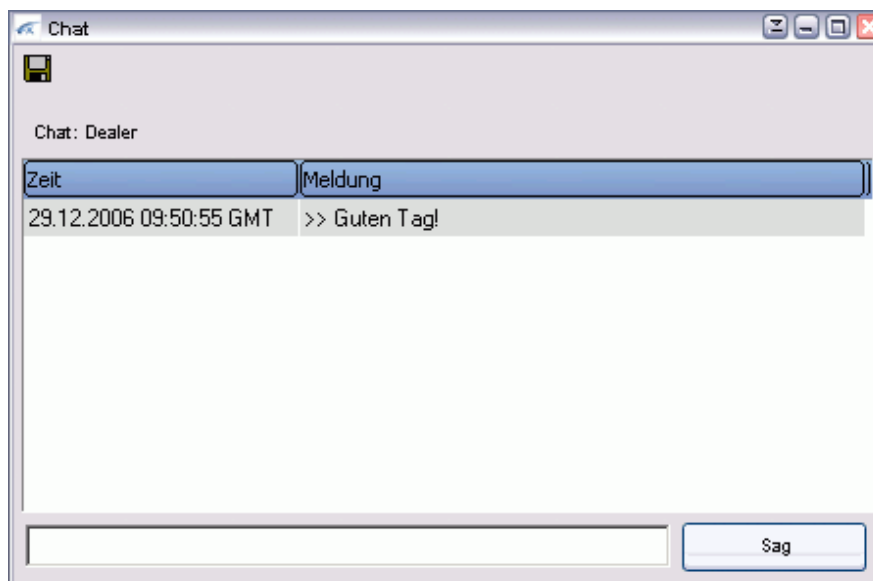 Chat
Chat: Dealer
Zeit Meldung
29.12.2006 09:50:55 GMT >> Guten Tag!
Sag